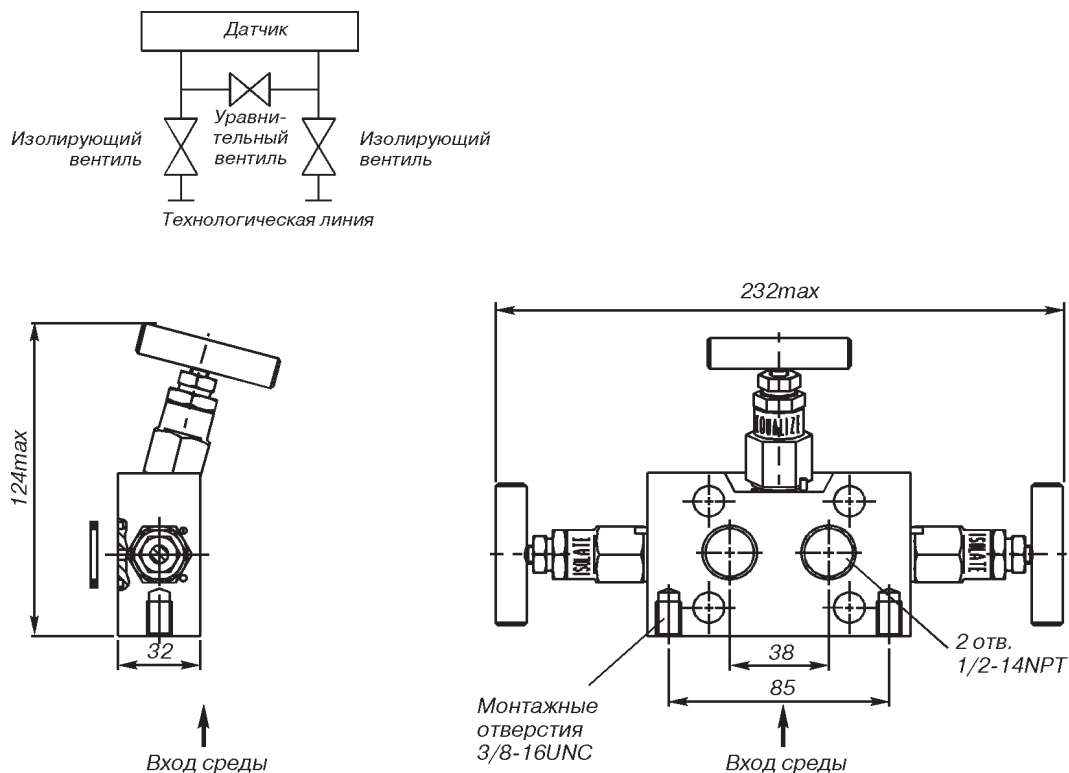 Датчик
Уравни-
тельный
вентиль
Изолирующий
вентиль
Изолирующий
вентиль
Технологическая линия
232max
124max
EQUALIZE
ISOLATE
ISOLATE
32
38
85
2 отв.
1/2-14NPT
Монтажные
отверстия
3/8-16UNC
Вход среды
Вход среды